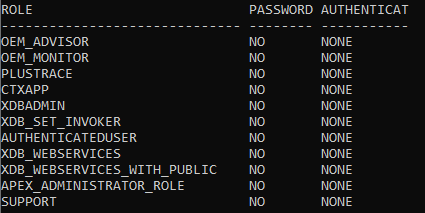 ROLE PASSWORD AUTHENTICAT
------------------------------ -------- -----------
OEM_ADVISOR NO NONE
OEM_MONITOR NO NONE
PLUSTRACE NO NONE
CTXAPP NO NONE
XDBADMIN NO NONE
XDB_SET_INVOKER NO NONE
AUTHENTICATEDUSER NO NONE
XDB_WEBSERVICES NO NONE
XDB_WEBSERVICES_WITH_PUBLIC NO NONE
APEX_ADMINISTRATOR_ROLE NO NONE
SUPPORT NO NONE